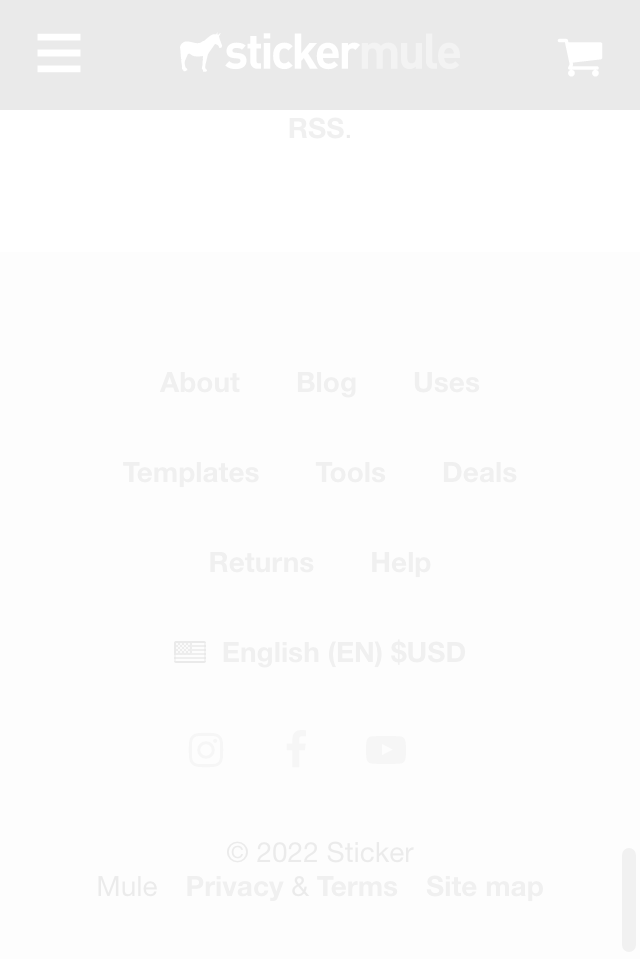 stickermule
RSS.
About Blog Uses
Templates Tools Deals
Returns Help
English (EN) $USD
© 2022 Sticker
Mule Privacy & Terms Site map